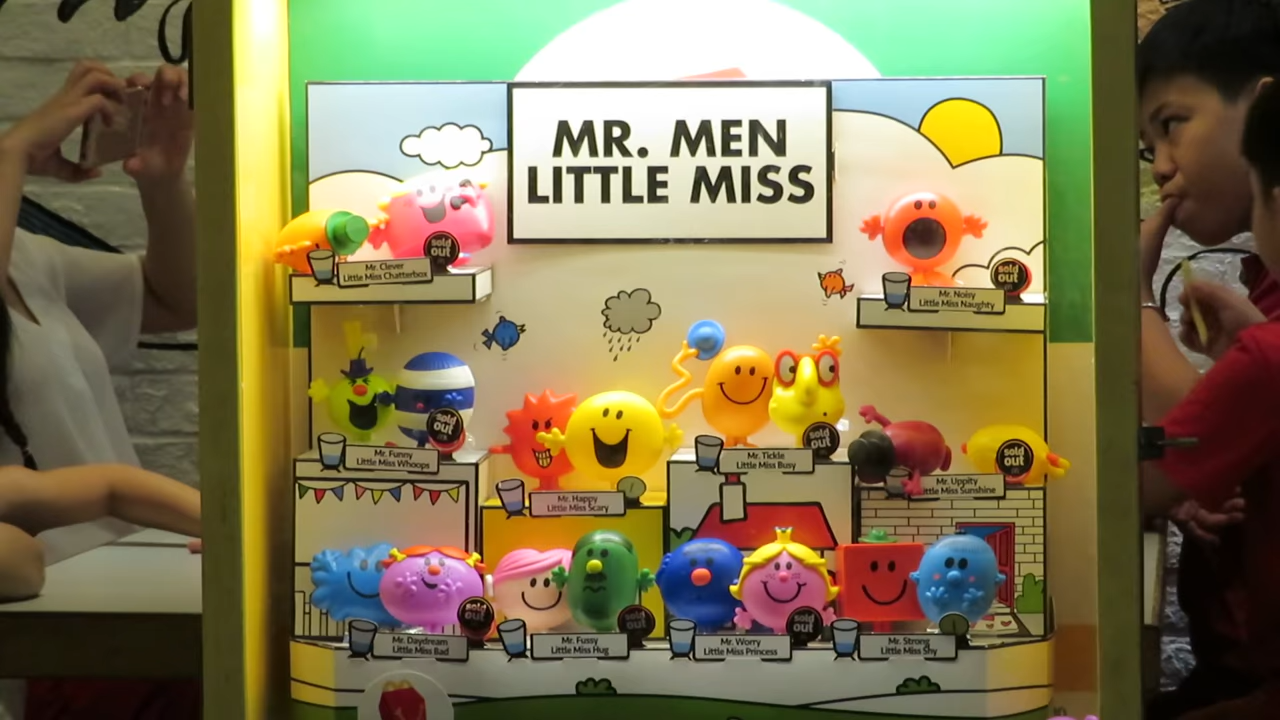 MR. MEN
LITTLE MISS
sold
out
Mr. Clever
Little Miss Chatterbox
sold
out
Mr. Noisy
Little Miss Naughty
sold
out
Mr. Funny
Little Miss Whoops
sold
out
Mr. Tickle
Little Miss Busy
sold
out
Mr. Uppity
Little Miss Sunshine
Mr. Happy
Little Miss Scary
sold
out
Mr. Daydream
Little Miss Bad
sold
out
Mr. Fussy
Little Miss Hug
sold
out
Mr. Worry
Little Miss Princess
Mr. Strong
Little Miss Shy